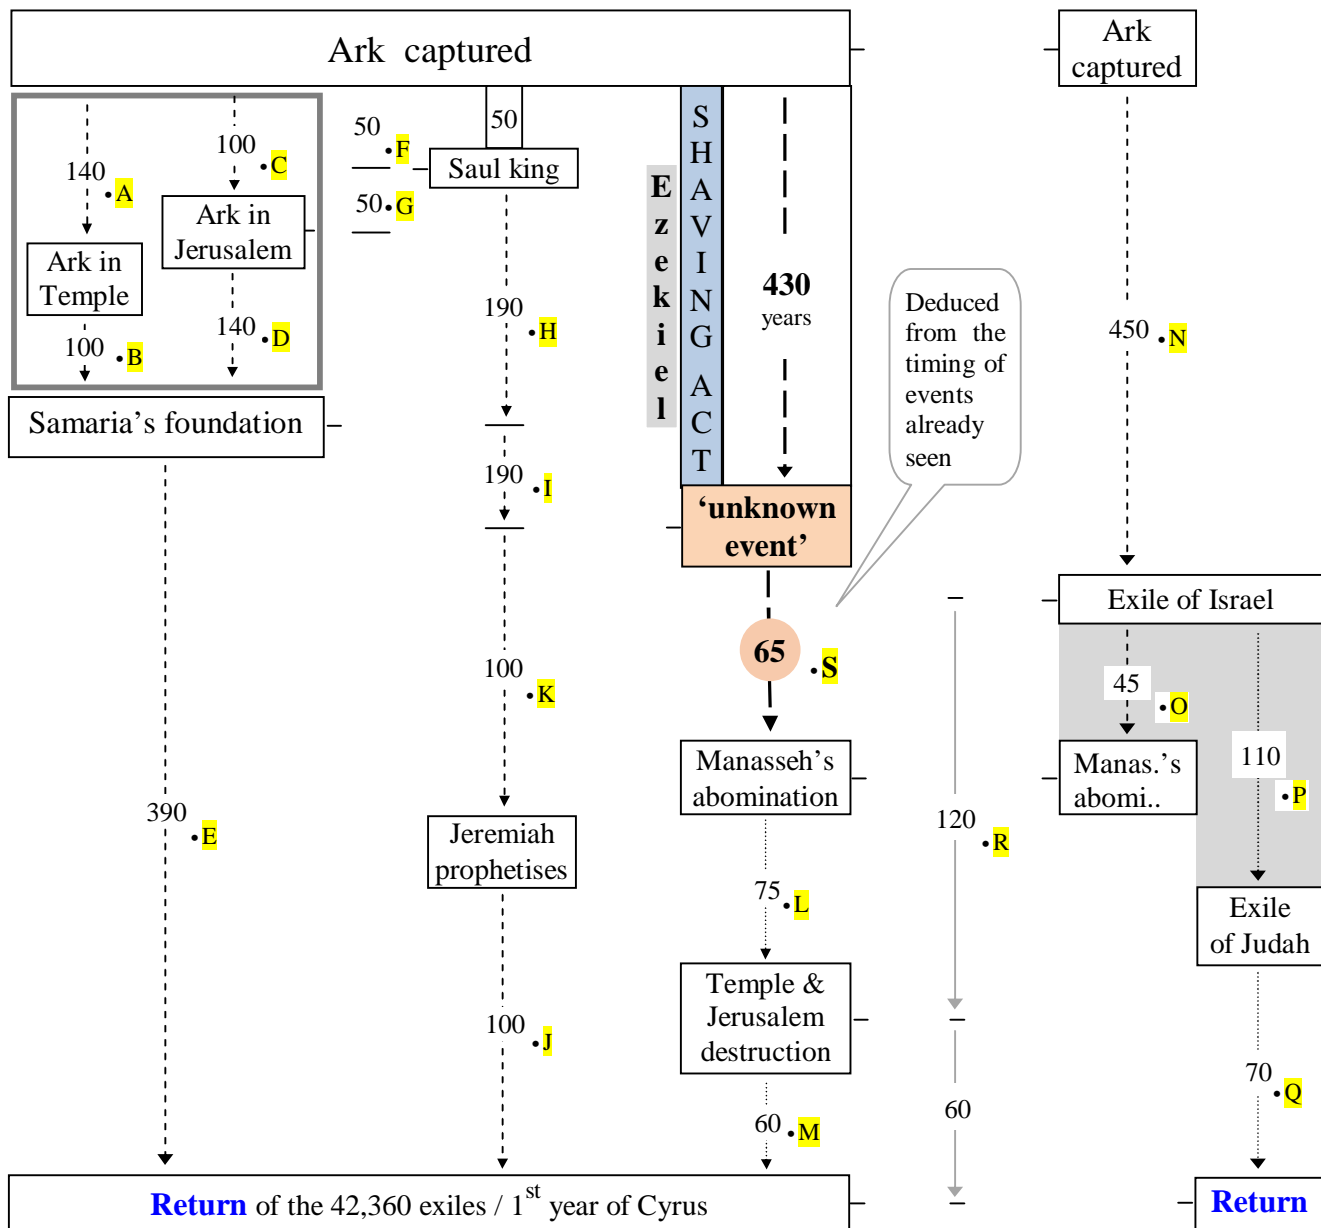 Ark captured
Ark
captured
50
50
•F
Saul king
50
•G
100
•C
140
•A
Ark in
Jerusalem
Ark in
Temple
140
•D
100
•B
Samaria’s foundation
190
•H
190
•I
Ezekiel
SHAVING ACT
430
years
Deduced
from the
timing of
events
already
seen
450
•N
‘unknown
event’
Exile of Israel
65
•S
100
•K
45
•O
110
•P
Manasseh’s
abomination
Manas.’s
abomi..
390
•E
Jeremiah
prophetises
120
•R
75
•L
Exile
of Judah
Temple &
Jerusalem
destruction
100
•J
60
•M
60
70
•Q
Return of the 42,360 exiles / 1st year of Cyrus
Return